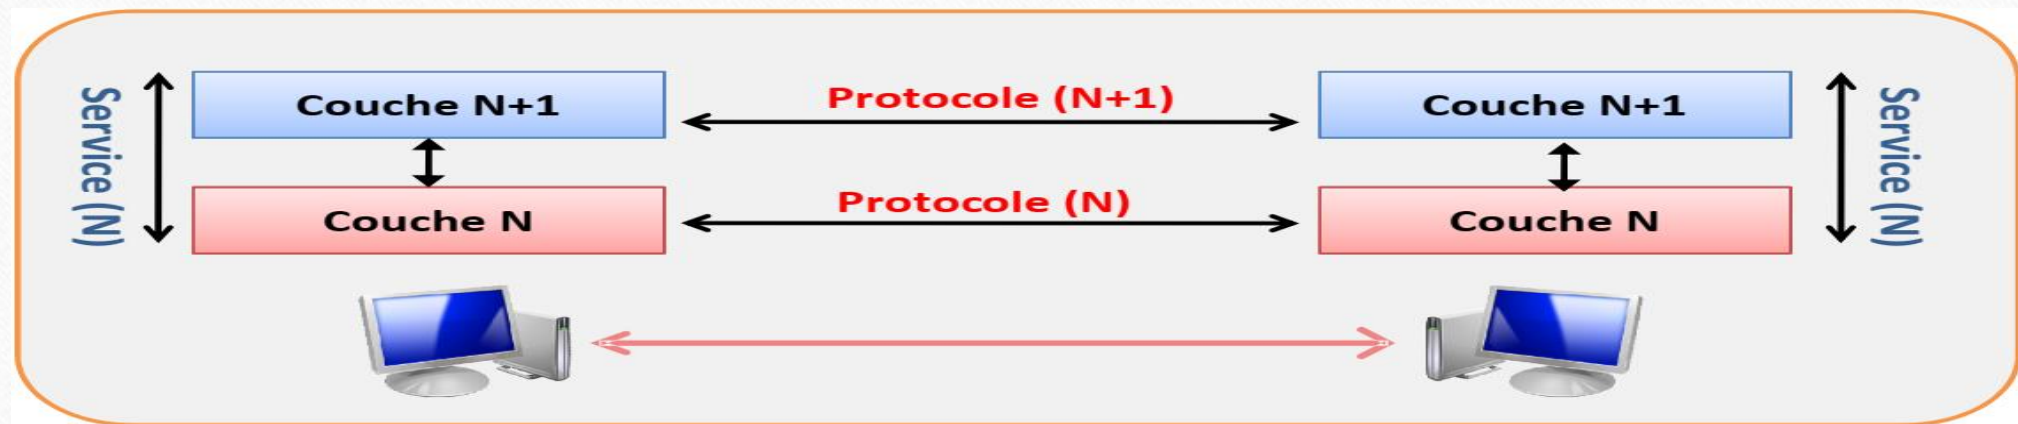 Service (N)
Couche N+1
Protocole (N+1)
Couche N+1
Service (N)
Couche N
Protocole (N)
Couche N